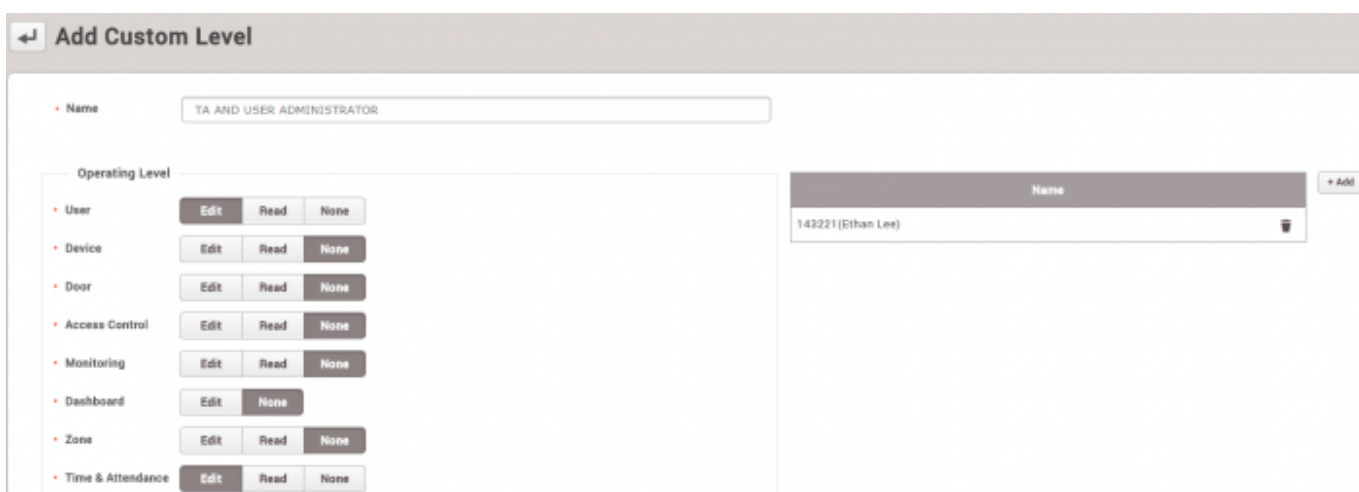 Add Custom Level
Name
TA AND USER ADMINISTRATOR
Operating Level
User Edit Read None
Device Edit Read None
Door Edit Read None
Access Control Edit Read None
Monitoring Edit Read None
Dashboard Edit None
Zone Edit Read None
Time & Attendance Edit Read None
Name
+ Add
143221(Ethan Lee)